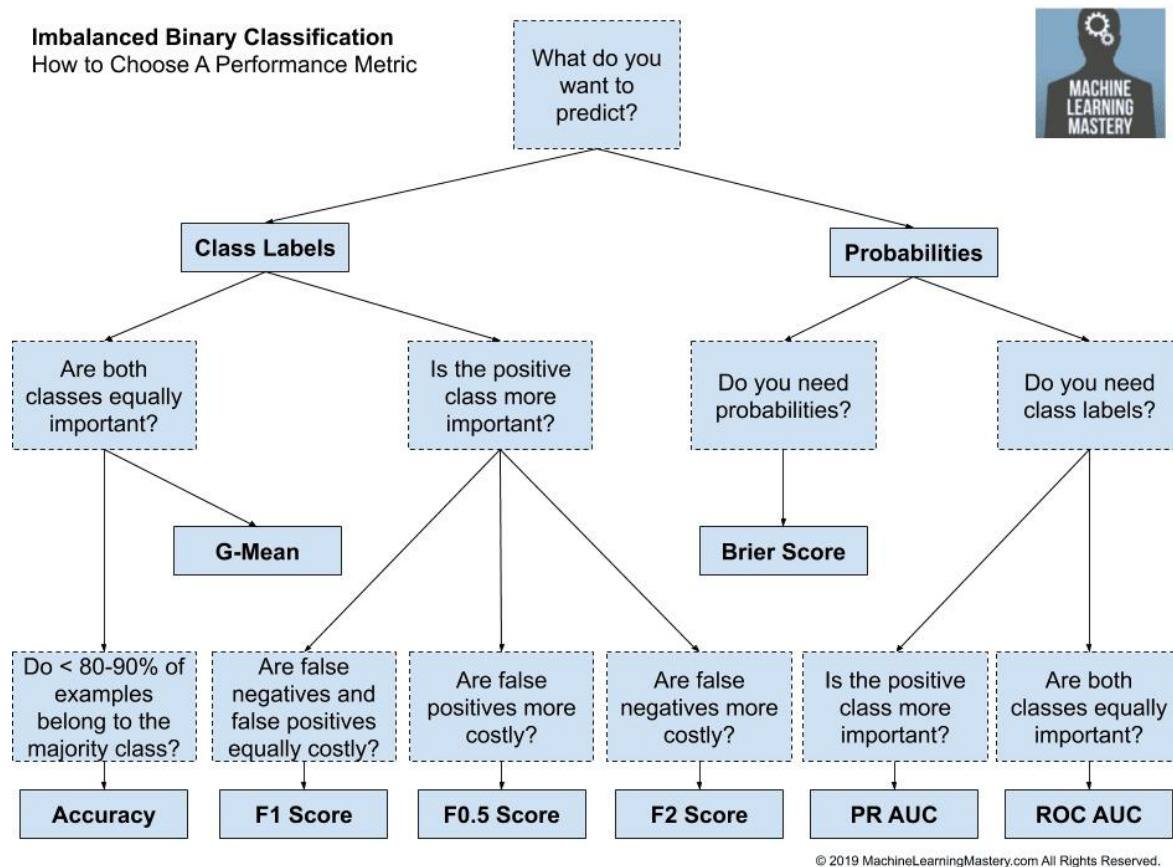 Imbalanced Binary Classification
How to Choose A Performance Metric
What do you
want to
predict?
MACHINE
LEARNING
MASTERY
Class Labels
Probabilities
Are both
classes equally
important?
Is the positive
class more
important?
Do you need
probabilities?
Do you need
class labels?
G-Mean
Brier Score
Do < 80-90% of
examples
belong to the
majority class?
Are false
negatives and
false positives
equally costly?
Are false
positives more
costly?
Are false
negatives more
costly?
Is the positive
class more
important?
Are both
classes equally
important?
Accuracy
F1 Score
F0.5 Score
F2 Score
PR AUC
ROC AUC
© 2019 MachineLearningMastery.com All Rights Reserved.